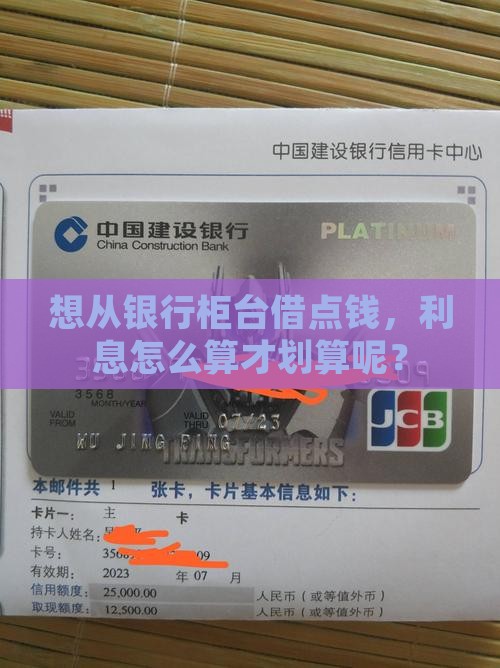 !!!
中国建设银行信用卡中心
中国建设银行
China Construction Bank
PLATINUM
想从银行柜台借点钱，利
息怎么算才划算呢？
3568
MONTH/YEAR
VALID
FROM
VALID
THRU
07/23
JCB
WU JING PING
TRANSFORMERS
本邮件共 1 张卡，卡片基本信息如下：
卡片一： 主 卡
持卡人姓名：
卡号： 3568 09
有效期： 2023 年 07 月
信用额度： 25,000.00 人民币（或等值外币）
取现额度： 12,500.00 人民币（或等值外币）